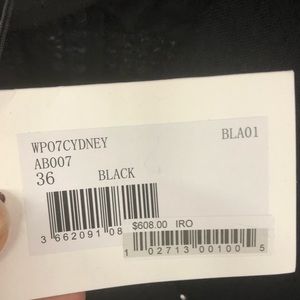 WPO7CYDNEY BLA01
AB007
36 BLACK
3 662091 08
$608.00 IRO
1 02713 00100 5